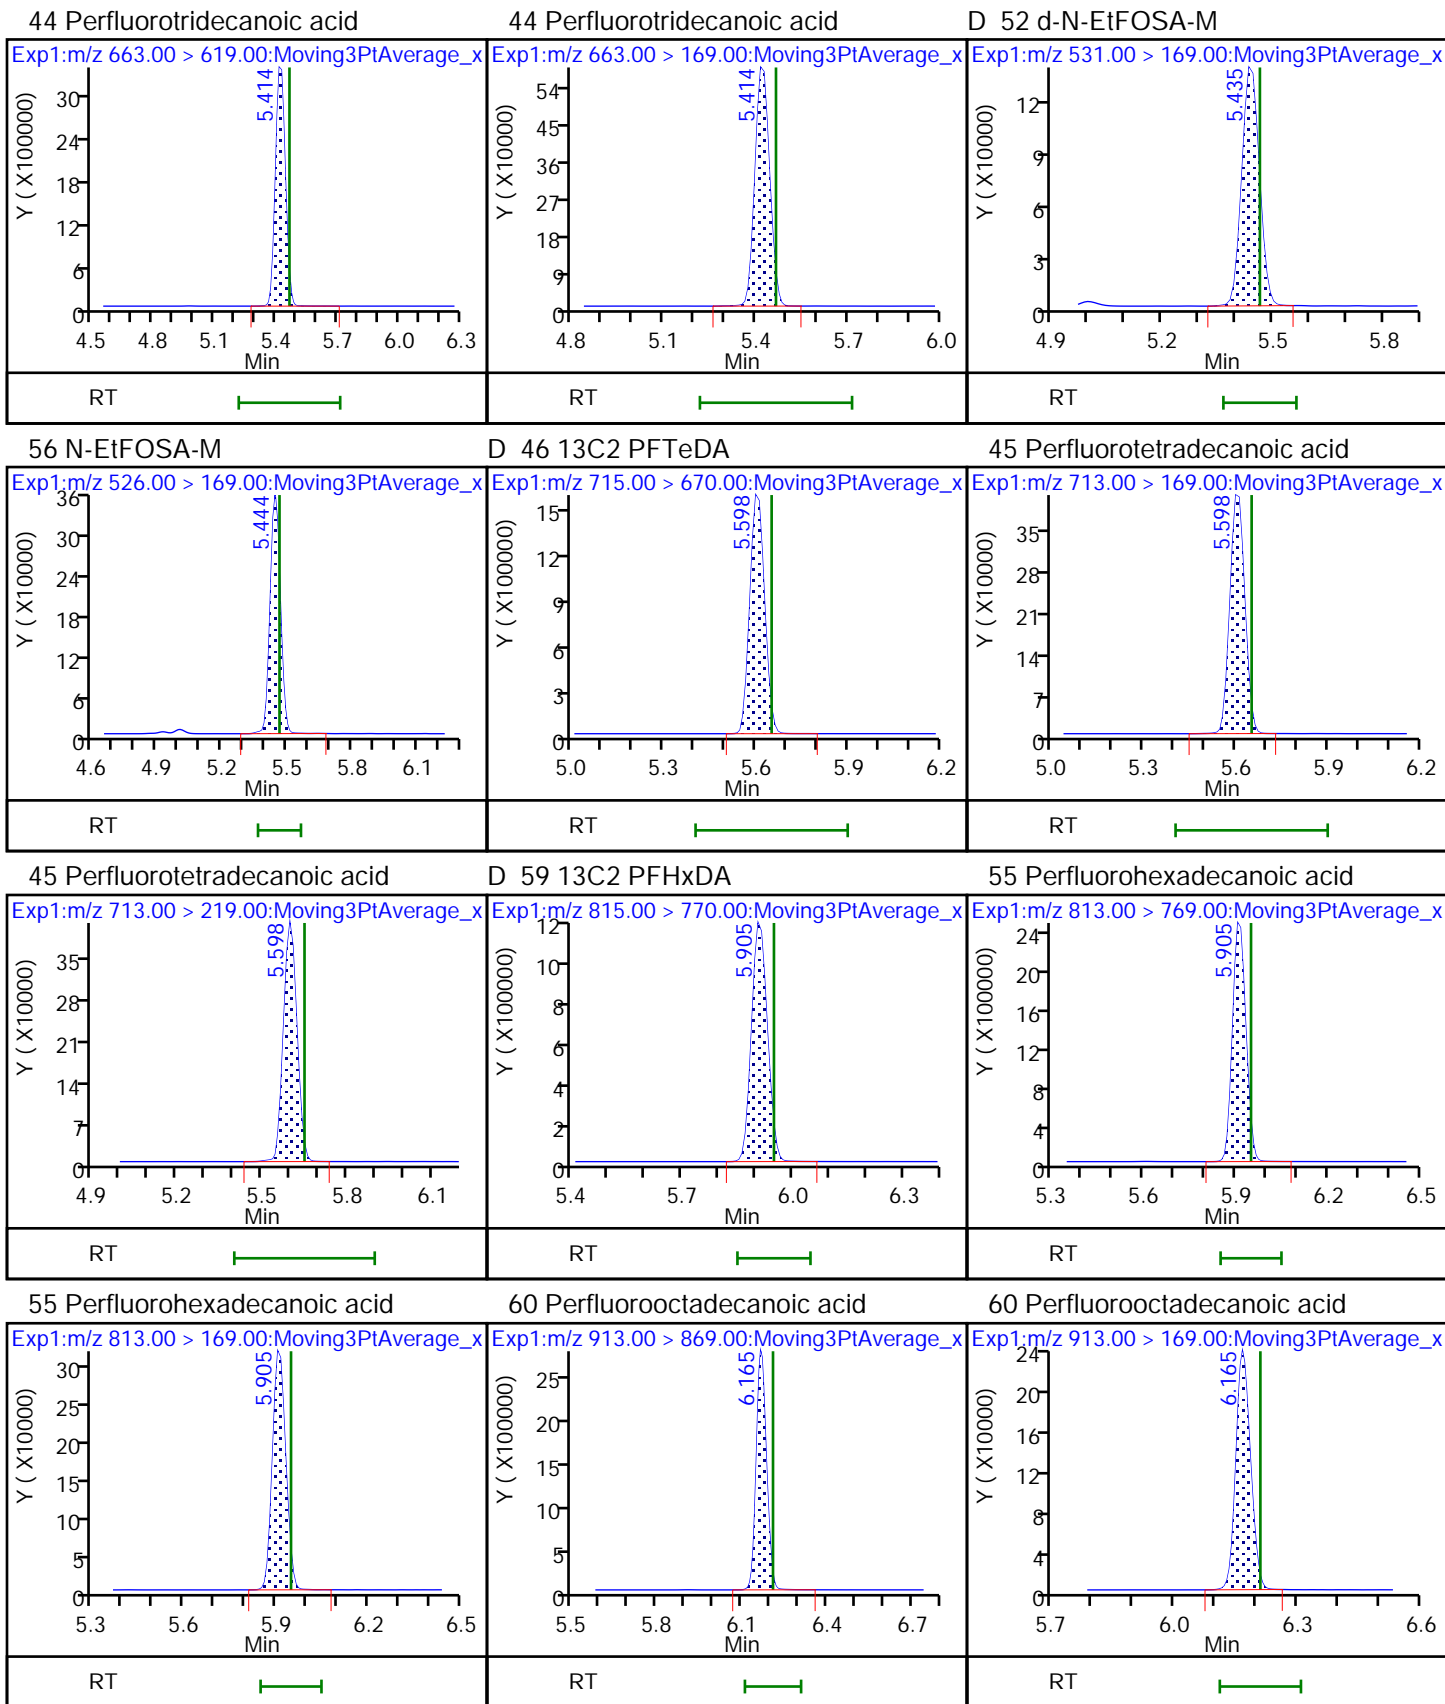 44 Perfluorotridecanoic acid
Exp1:m/z 663.00 > 619.00:Moving3PtAverage_x
5.414
Y ( X100000)
30
24
18
12
6
0
4.5 4.8 5.1 5.4 5.7 6.0 6.3
Min
RT
44 Perfluorotridecanoic acid
Exp1:m/z 663.00 > 169.00:Moving3PtAverage_x
5.414
Y ( X10000)
54
45
36
27
18
9
0
4.8 5.1 5.4 5.7 6.0
Min
RT
D 52 d-N-EtFOSA-M
Exp1:m/z 531.00 > 169.00:Moving3PtAverage_x
5.435
Y ( X100000)
12
9
6
3
0
4.9 5.2 5.5 5.8
Min
RT
56 N-EtFOSA-M
Exp1:m/z 526.00 > 169.00:Moving3PtAverage_x
5.444
Y ( X10000)
36
30
24
18
12
6
0
4.6 4.9 5.2 5.5 5.8 6.1
Min
RT
D 46 13C2 PFTeDA
Exp1:m/z 715.00 > 670.00:Moving3PtAverage_x
5.598
Y ( X100000)
15
12
9
6
3
0
5.0 5.3 5.6 5.9 6.2
Min
RT
45 Perfluorotetradecanoic acid
Exp1:m/z 713.00 > 169.00:Moving3PtAverage_x
5.598
Y ( X10000)
35
28
21
14
7
0
5.0 5.3 5.6 5.9 6.2
Min
RT
45 Perfluorotetradecanoic acid
Exp1:m/z 713.00 > 219.00:Moving3PtAverage_x
5.598
Y ( X10000)
35
28
21
14
7
0
4.9 5.2 5.5 5.8 6.1
Min
RT
D 59 13C2 PFHxDA
Exp1:m/z 815.00 > 770.00:Moving3PtAverage_x
5.905
Y ( X100000)
12
10
8
6
4
2
0
5.4 5.7 6.0 6.3
Min
RT
55 Perfluorohexadecanoic acid
Exp1:m/z 813.00 > 769.00:Moving3PtAverage_x
5.905
Y ( X100000)
24
20
16
12
8
4
0
5.3 5.6 5.9 6.2 6.5
Min
RT
55 Perfluorohexadecanoic acid
Exp1:m/z 813.00 > 169.00:Moving3PtAverage_x
5.905
Y ( X10000)
30
25
20
15
10
5
0
5.3 5.6 5.9 6.2 6.5
Min
RT
60 Perfluorooctadecanoic acid
Exp1:m/z 913.00 > 869.00:Moving3PtAverage_x
6.165
Y ( X100000)
25
20
15
10
5
0
5.5 5.8 6.1 6.4 6.7
Min
RT
60 Perfluorooctadecanoic acid
Exp1:m/z 913.00 > 169.00:Moving3PtAverage_x
6.165
Y ( X10000)
24
20
16
12
8
4
0
5.7 6.0 6.3 6.6
Min
RT